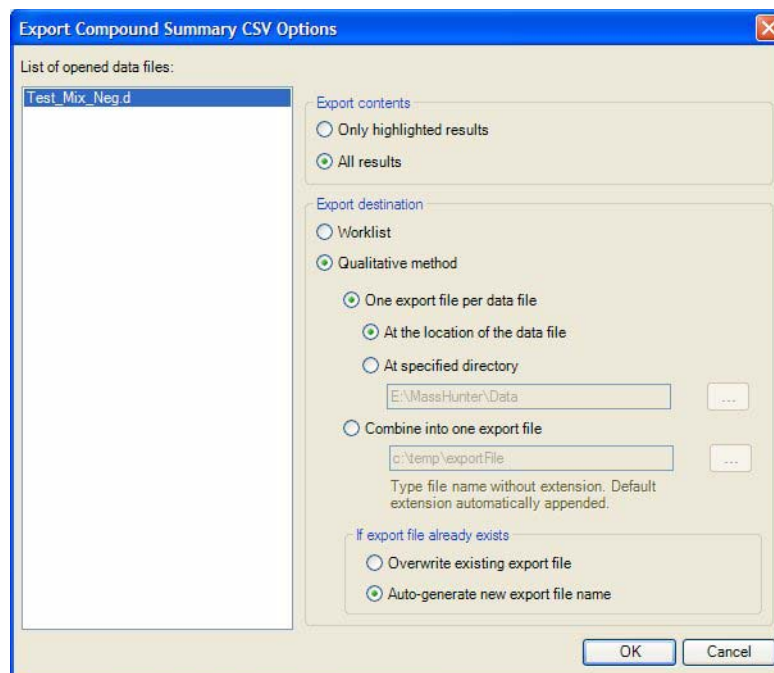 Export Compound Summary CSV Options
List of opened data files:
Test_Mix_Neg.d
Export contents
Only highlighted results
All results
Export destination
Worklist
Qualitative method
One export file per data file
At the location of the data file
At specified directory
E:\MassHunter\Data
...
Combine into one export file
c:\temp\exportFile
...
Type file name without extension. Default
extension automatically appended.
If export file already exists
Overwrite existing export file
Auto-generate new export file name
OK
Cancel